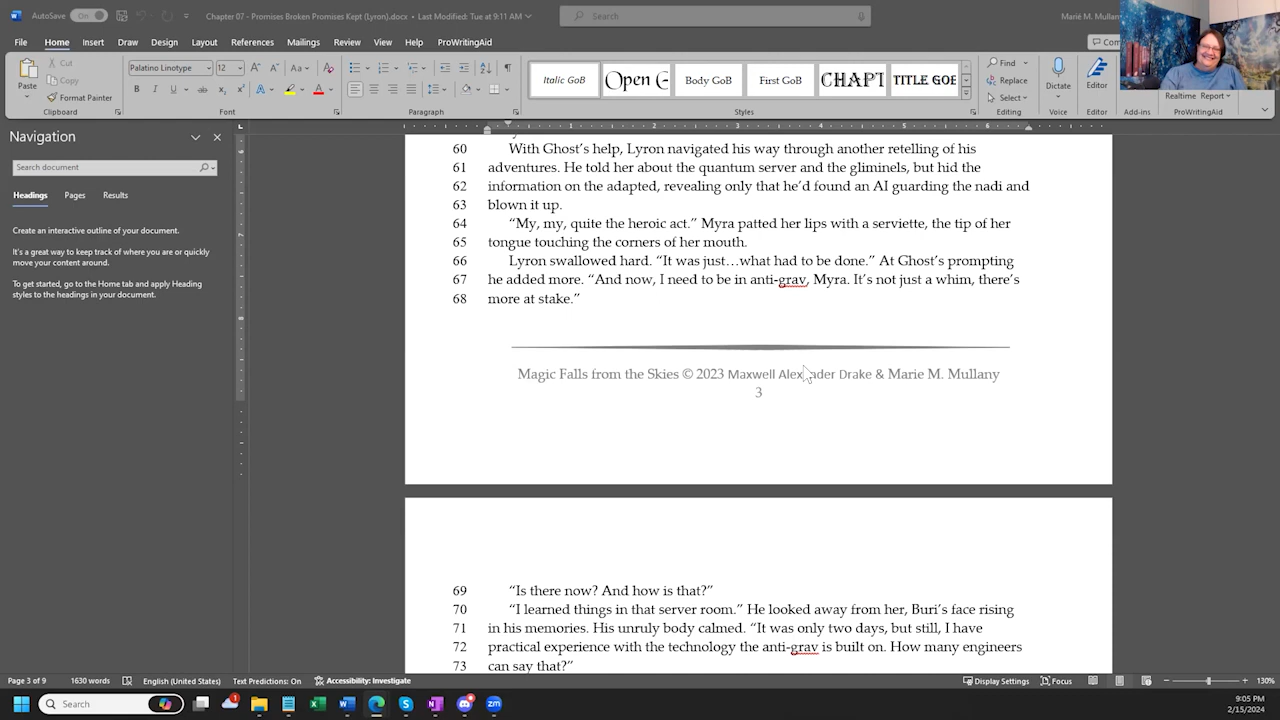 AutoSave On Chapter 07 - Promises Broken Promises Kept (Lyron).docx • Last Modified: Tue at 9:11 AM Search Marié M. Mullany
File Home Insert Draw Design Layout References Mailings Review View Help ProWritingAid Com
Paste Cut Copy Format Painter
Palatino Linotype 12
Italic GoB Open G Body GoB First GoB CHAPT TITLE GOB
Find Replace Select
Dictate Editor Realtime Report
Clipboard Font Paragraph Styles Editing Voice Editor Add-ins ProWritingAid
Navigation
Search document
Headings Pages Results
Create an interactive outline of your document.
It's a great way to keep track of where you are or quickly
move your content around.
To get started, go to the Home tab and apply Heading
styles to the headings in your document.
1 2 3 4 5 6
60 With Ghost's help, Lyron navigated his way through another retelling of his
61 adventures. He told her about the quantum server and the gliminels, but hid the
62 information on the adapted, revealing only that he'd found an AI guarding the nadi and
63 blown it up.
64 “My, my, quite the heroic act.” Myra patted her lips with a serviette, the tip of her
65 tongue touching the corners of her mouth.
66 Lyron swallowed hard. “It was just…what had to be done.” At Ghost's prompting
67 he added more. “And now, I need to be in anti-grav, Myra. It's not just a whim, there's
68 more at stake.”
Magic Falls from the Skies © 2023 Maxwell Alexander Drake & Marie M. Mullany
3
69 “Is there now? And how is that?”
70 “I learned things in that server room.” He looked away from her, Buri's face rising
71 in his memories. His unruly body calmed. “It was only two days, but still, I have
72 practical experience with the technology the anti-grav is built on. How many engineers
73 can say that?”
Page 3 of 9 1630 words English (United States) Text Predictions: On Accessibility: Investigate Display Settings Focus 130%
Search 9:05 PM
2/15/2024